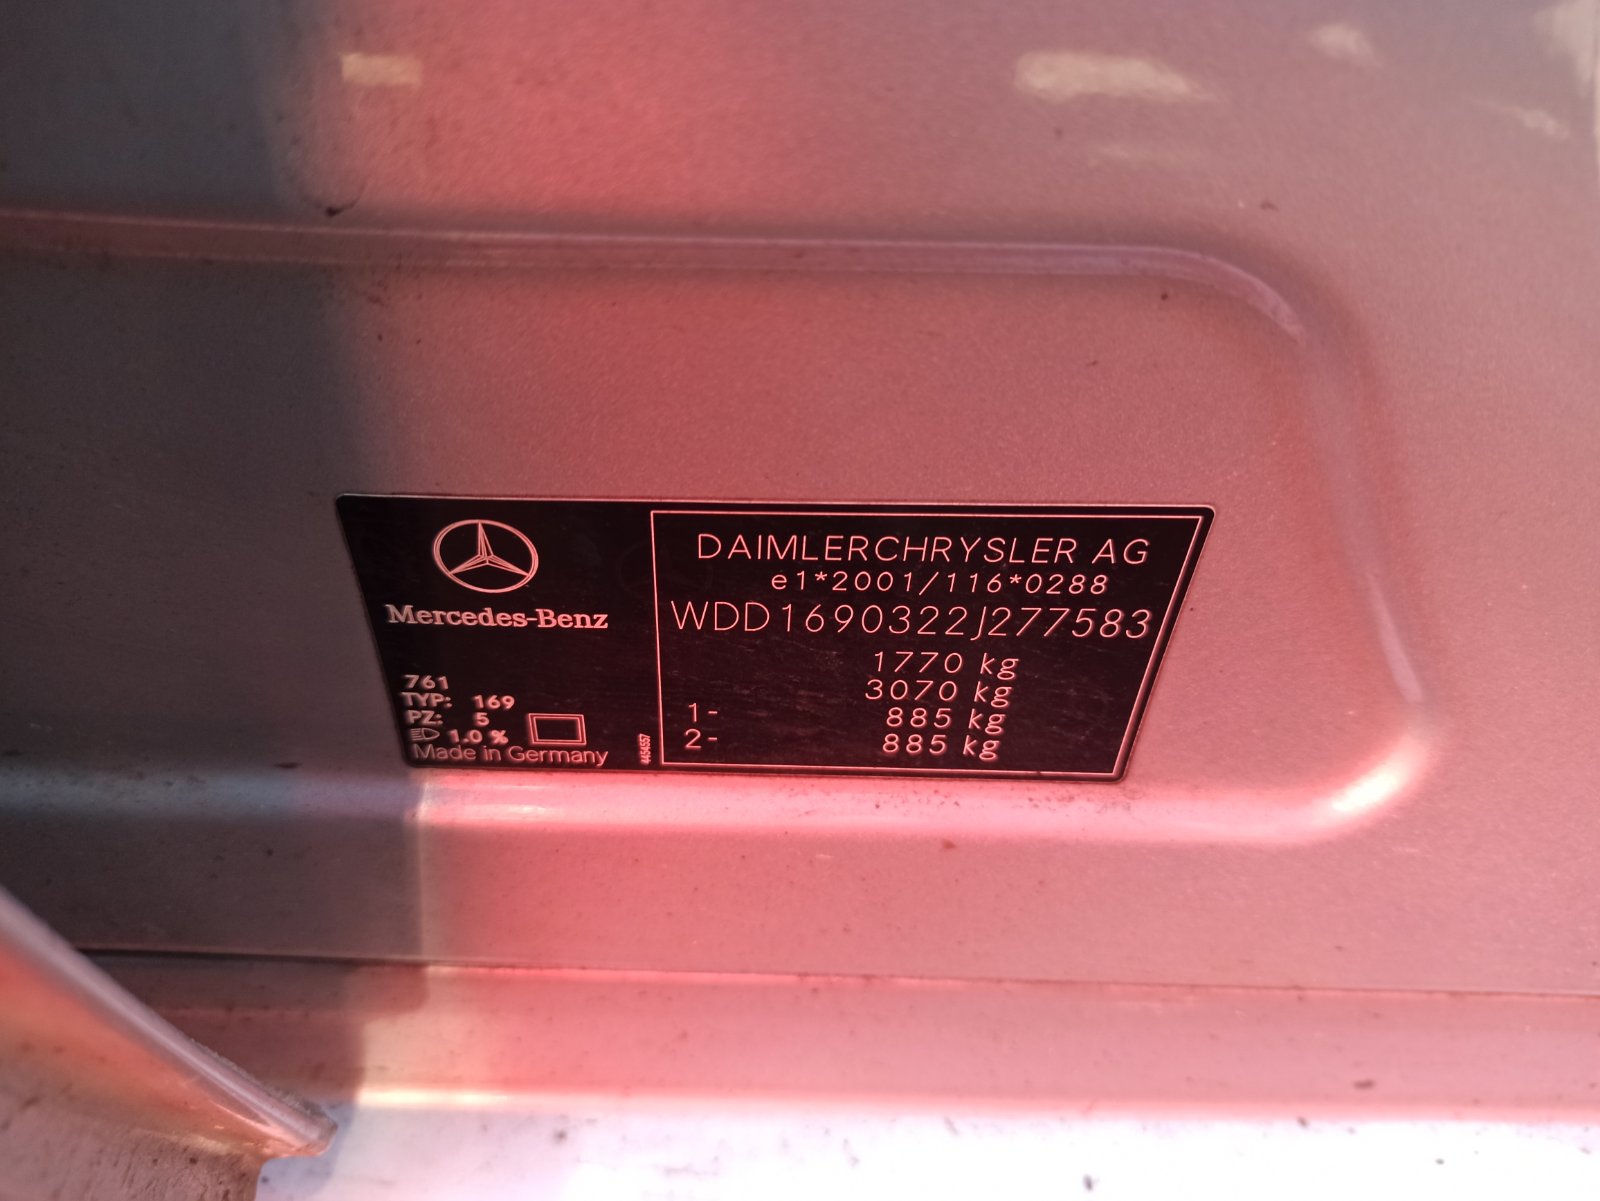 Mercedes-Benz
761
TYP: 169
PZ: 5
1.0 %
Made in Germany
4454557
DAIMLERCHRYSLER AG
e1*2001/116*0288
WDD1690322J277583
1770 kg
3070 kg
1- 885 kg
2- 885 kg